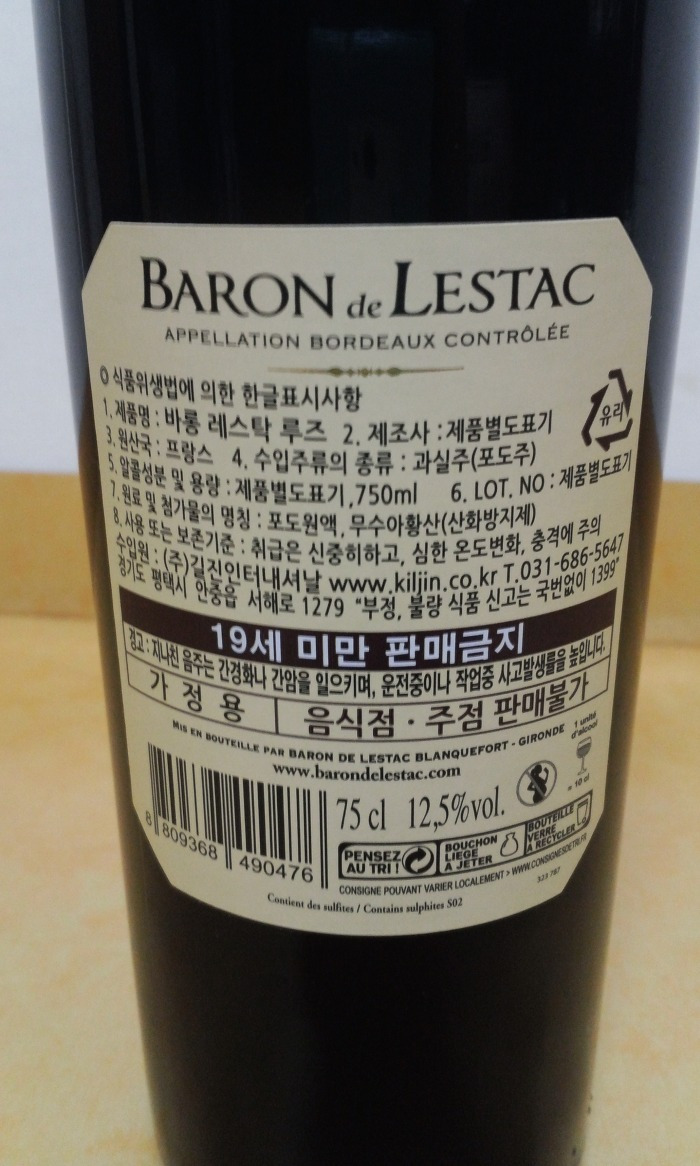 BARON de LESTAC
APPELLATION BORDEAUX CONTRÔLÉE
◎ 식품위생법에 의한 한글표시사항
1. 제품명 : 바롱 레스탁 루즈 2. 제조사 : 제품별도표기
3. 원산국 : 프랑스 4. 수입주류의 종류 : 과실주(포도주)
5. 알콜성분 및 용량 : 제품별도표기, 750ml 6. LOT. NO : 제품별도표기
7. 원료 및 첨가물의 명칭 : 포도원액, 무수아황산(산화방지제)
8. 사용 또는 보존기준 : 취급은 신중히하고, 심한 온도변화, 충격에 주의
수입원 : (주)길진인터내셔날 www.kiljin.co.kr T.031-686-5647
경기도 평택시 안중읍 서해로 1279 "부정, 불량 식품 신고는 국번없이 1399"
유리
19세 미만 판매금지
경고 : 지나친 음주는 간경화나 간암을 일으키며, 운전중이나 작업중 사고발생률을 높입니다.
가 정 용 음식점 · 주점 판매불가
MIS EN BOUTEILLE PAR BARON DE LESTAC BLANQUEFORT - GIRONDE
www.barondelestac.com
1 unité
d'alcool
= 10 cl
75 cl 12,5%vol.
8 809368 490476
PENSEZ
AU TRI !
BOUCHON
LIEGE
A JETER
BOUTEILLE
VERRE
A RECYCLER
CONSIGNE POUVANT VARIER LOCALEMENT > WWW.CONSIGNESDETRI.FR
323 787
Contient des sulfites / Contains sulphites S02